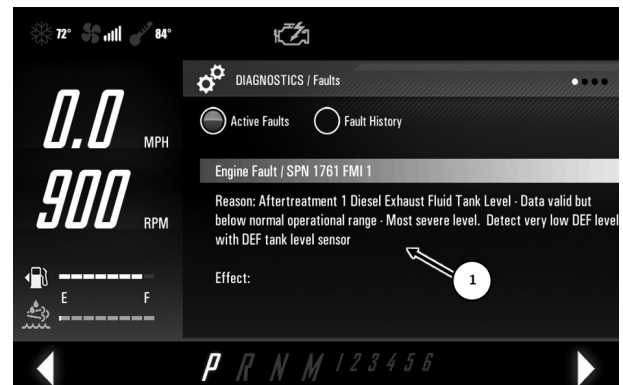 72°
84°
DIAGNOSTICS / Faults
Active Faults
Fault History
0.0 MPH
900 RPM
Engine Fault / SPN 1761 FMI 1
Reason: Aftertreatment 1 Diesel Exhaust Fluid Tank Level - Data valid but
below normal operational range - Most severe level. Detect very low DEF level
with DEF tank level sensor
Effect:
1
E F
P R N M 1 2 3 4 5 6